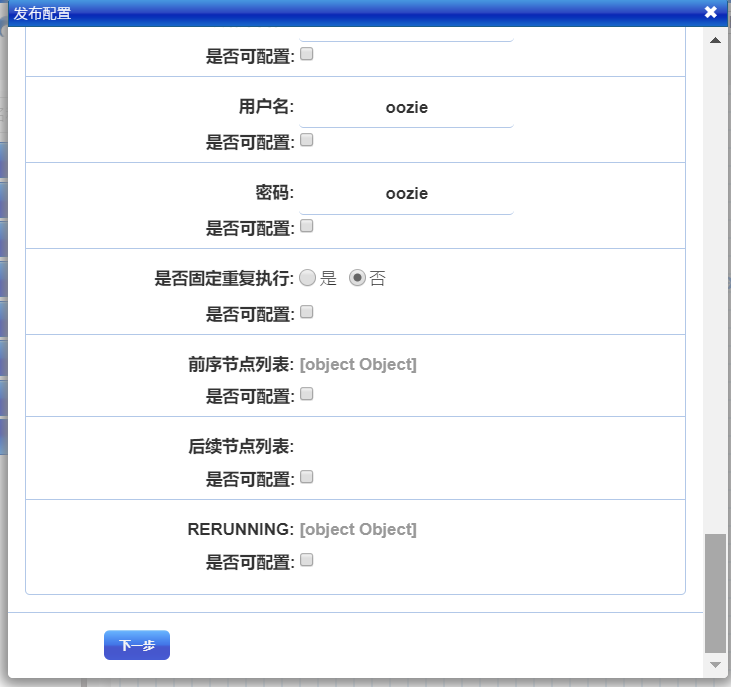 发布配置
是否可配置:
用户名: oozie
是否可配置:
密码: oozie
是否可配置:
是否固定重复执行: 是 否
是否可配置:
前序节点列表: [object Object]
是否可配置:
后续节点列表:
是否可配置:
RERUNNING: [object Object]
是否可配置:
下一步